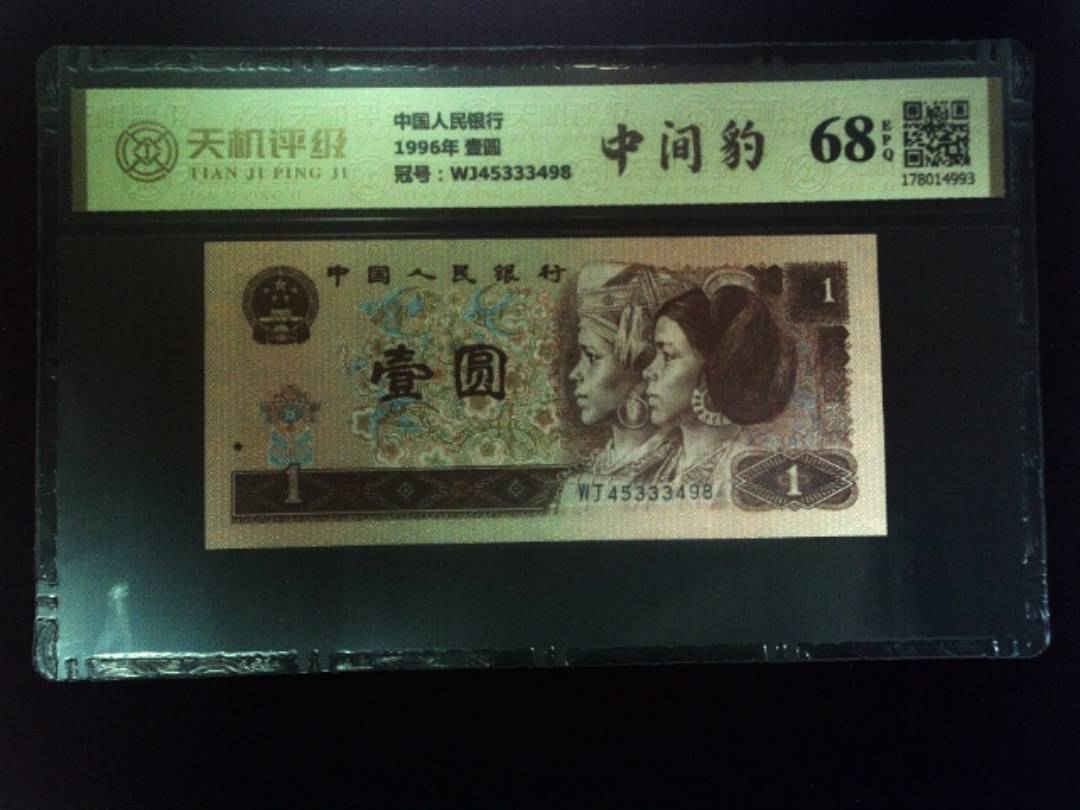 天机评级
TIAN JI PING JI
中国人民银行
1996年 壹圆
冠号：WJ45333498
中间豹
68
EPQ
178014993
中国人民银行
1
壹圆
1
WJ45333498
1